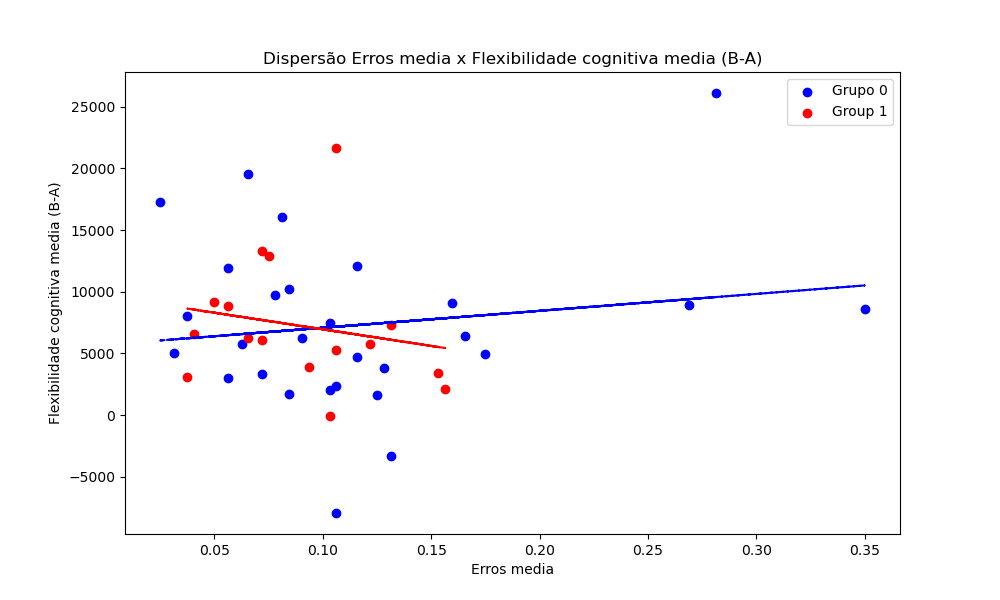 Dispersão Erros media x Flexibilidade cognitiva media (B-A)
Grupo 0
Group 1
25000
20000
15000
10000
5000
0
−5000
Flexibilidade cognitiva media (B-A)
0.05 0.10 0.15 0.20 0.25 0.30 0.35
Erros media